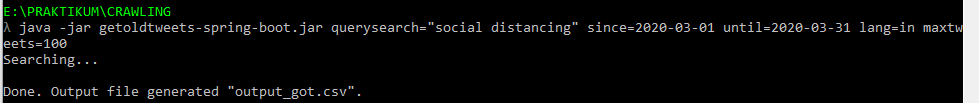 E:\PRAKTIKUM\CRAWLING
λ java -jar getoldtweets-spring-boot.jar querysearch="social distancing" since=2020-03-01 until=2020-03-31 lang=in maxtw
eets=100
Searching...
Done. Output file generated "output_got.csv".